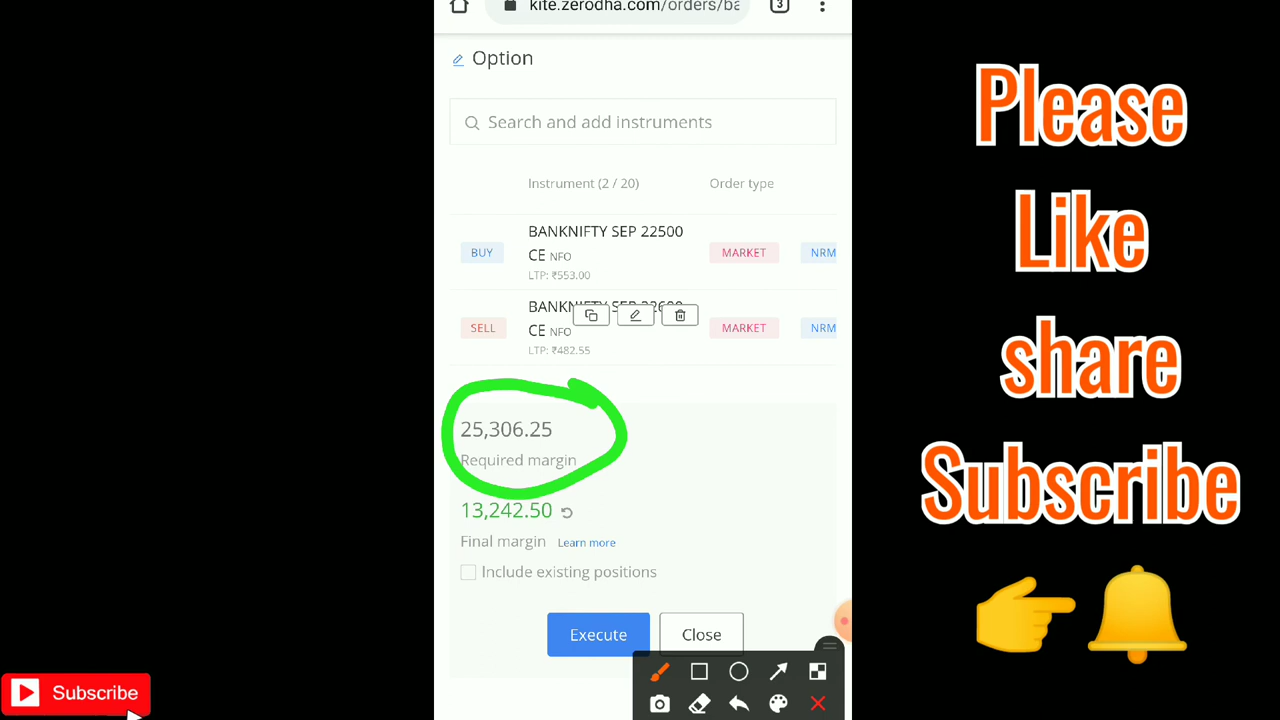 kite.zerodha.com/orders/ba
3
Option
Search and add instruments
Instrument (2 / 20)
Order type
BUY
BANKNIFTY SEP 22500
CE NFO
LTP: ₹553.00
MARKET
NRM
SELL
BANKNIFTY SEP 22600
CE NFO
LTP: ₹482.55
MARKET
NRM
25,306.25
Required margin
13,242.50
Final margin Learn more
Include existing positions
Execute
Close
Please
Like
share
Subscribe
Subscribe